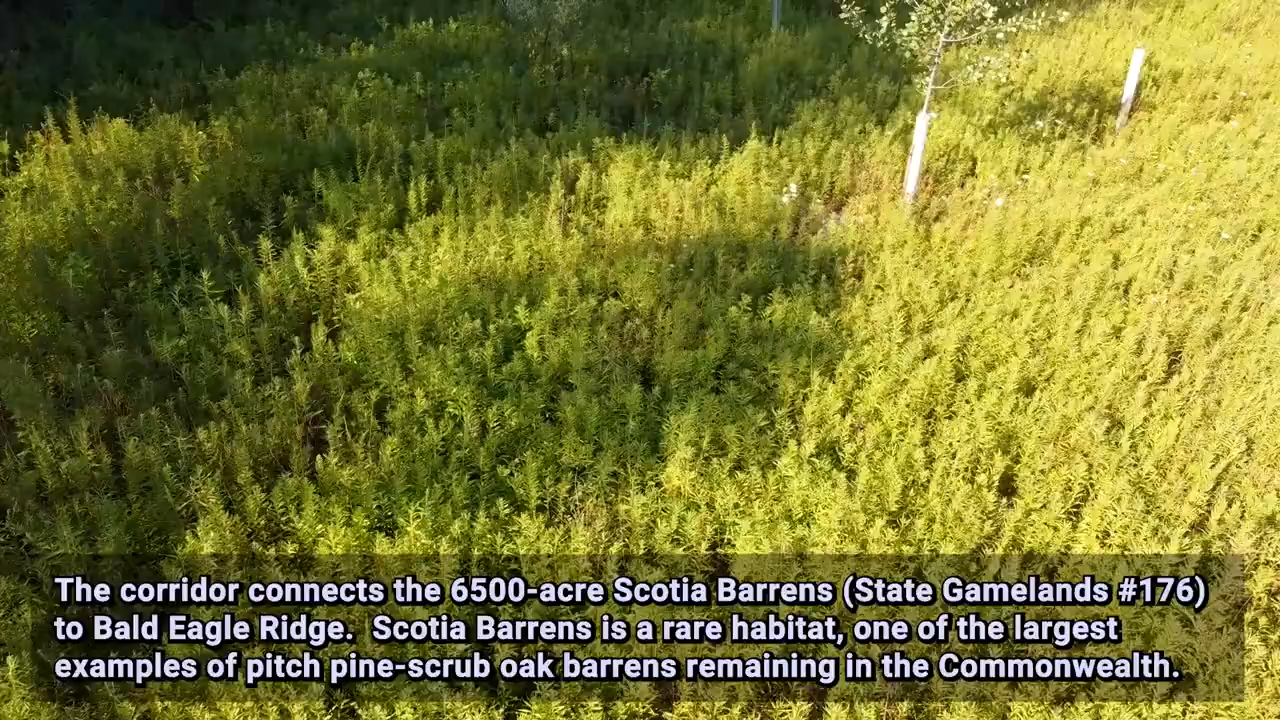 The corridor connects the 6500-acre Scotia Barrens (State Gamelands #176)
to Bald Eagle Ridge.  Scotia Barrens is a rare habitat, one of the largest
examples of pitch pine-scrub oak barrens remaining in the Commonwealth.